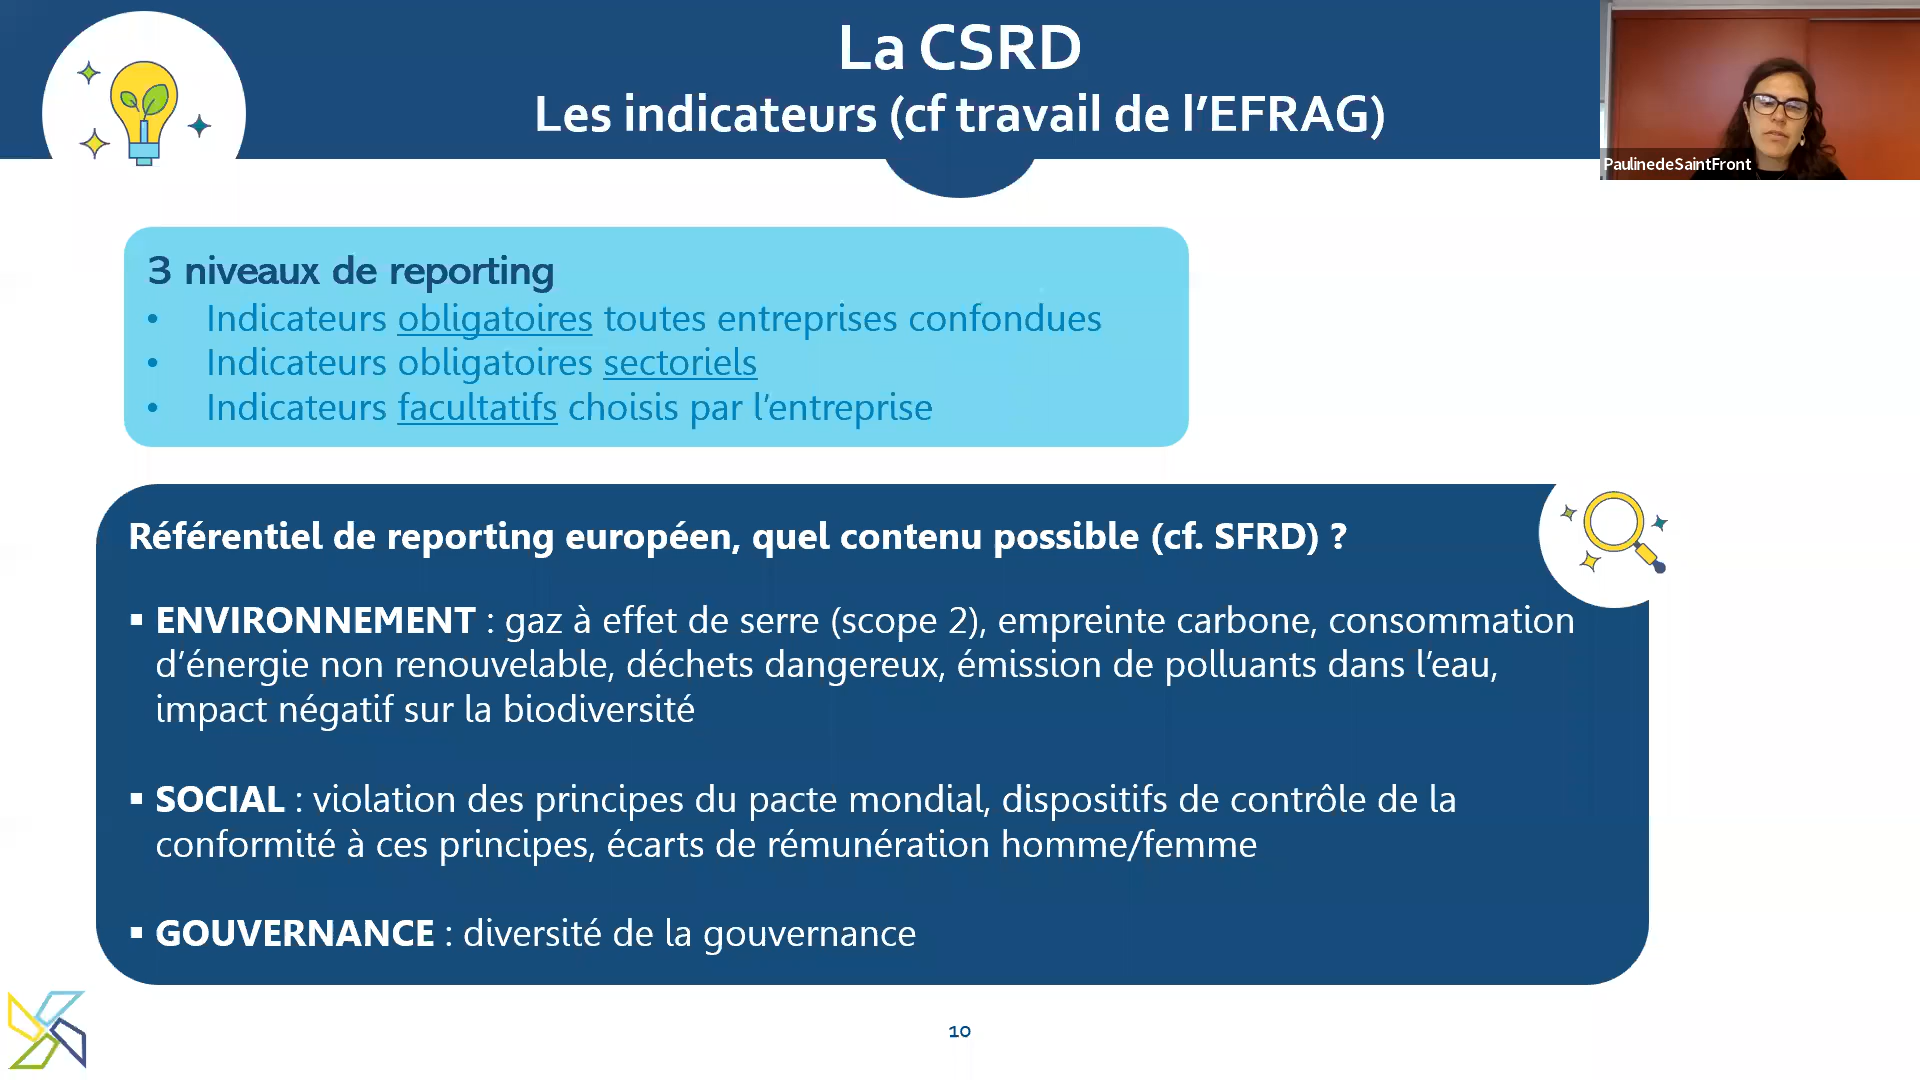 La CSRD
Les indicateurs (cf travail de l’EFRAG)
PaulinedeSaintFront
3 niveaux de reporting
• Indicateurs obligatoires toutes entreprises confondues
• Indicateurs obligatoires sectoriels
• Indicateurs facultatifs choisis par l’entreprise
Référentiel de reporting européen, quel contenu possible (cf. SFRD) ?
▪ ENVIRONNEMENT : gaz à effet de serre (scope 2), empreinte carbone, consommation
d’énergie non renouvelable, déchets dangereux, émission de polluants dans l’eau,
impact négatif sur la biodiversité
▪ SOCIAL : violation des principes du pacte mondial, dispositifs de contrôle de la
conformité à ces principes, écarts de rémunération homme/femme
▪ GOUVERNANCE : diversité de la gouvernance
10